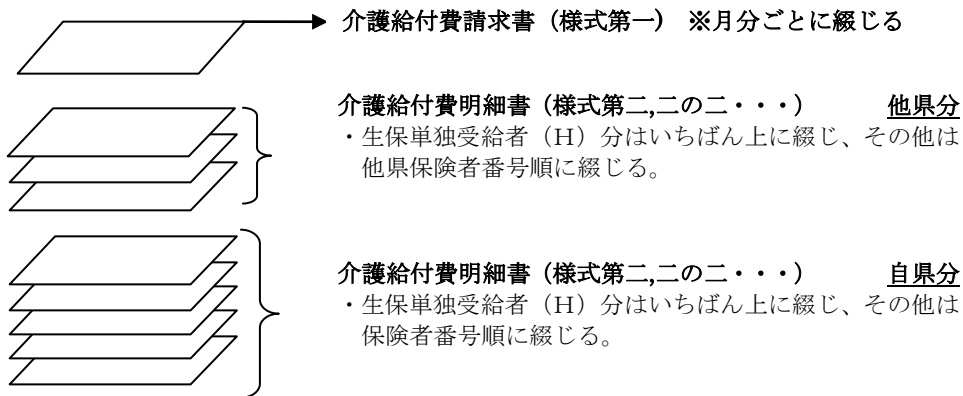 介護給付費請求書（様式第一） ※月分ごとに綴じる
介護給付費明細書（様式第二,二の二・・・） 他県分
・生保単独受給者（H）分はいちばん上に綴じ、その他は
他県保険者番号順に綴じる。
介護給付費明細書（様式第二,二の二・・・） 自県分
・生保単独受給者（H）分はいちばん上に綴じ、その他は
保険者番号順に綴じる。